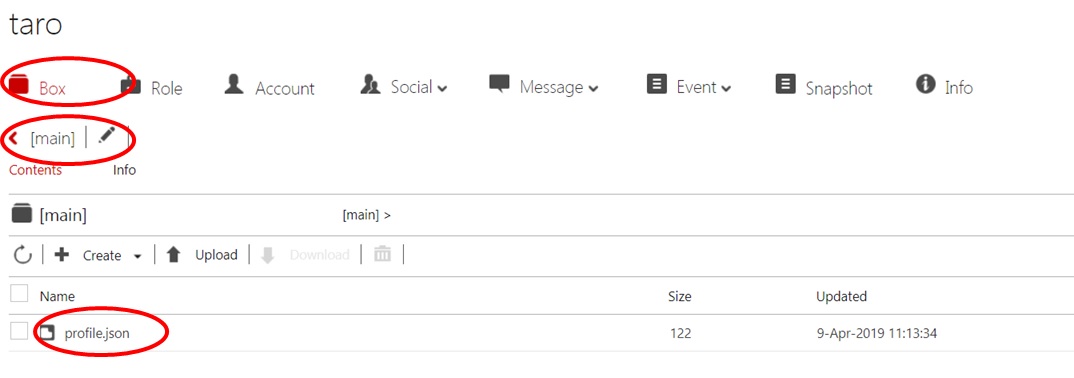 taro
Box Role Account Social Message Event Snapshot Info
[main]
Contents Info
[main] [main] >
Create Upload Download
Name Size Updated
profile.json 122 9-Apr-2019 11:13:34